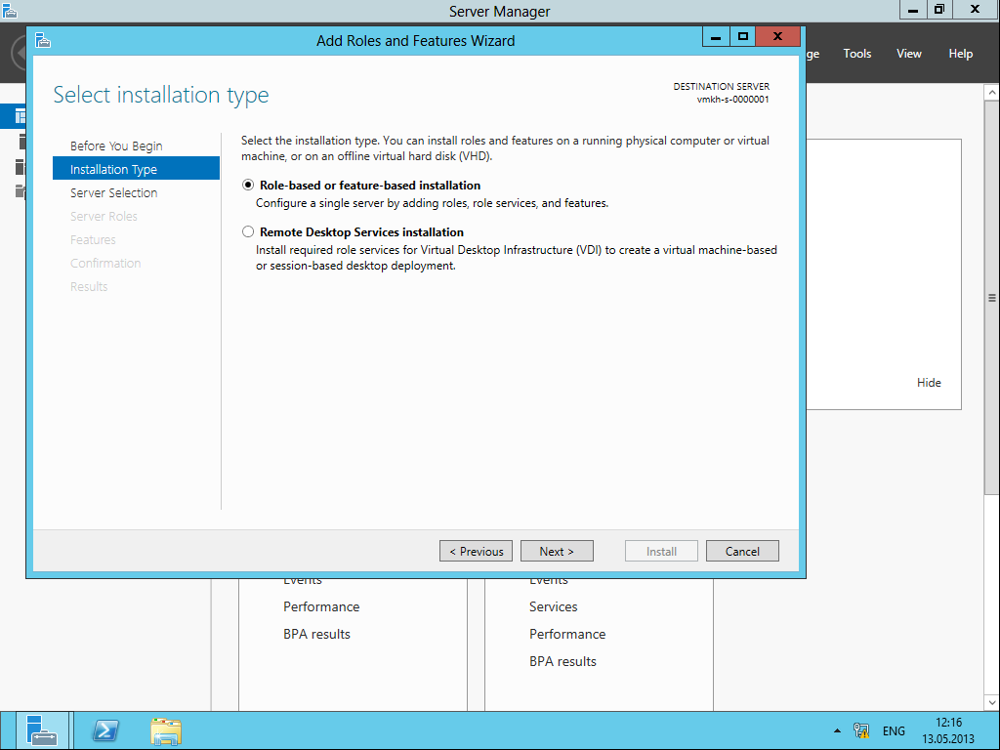 Server Manager
Add Roles and Features Wizard
Tools
View
Help
Select installation type
DESTINATION SERVER
vmkh-s-0000001
Before You Begin
Installation Type
Server Selection
Server Roles
Features
Confirmation
Results
Select the installation type. You can install roles and features on a running physical computer or virtual
machine, or on an offline virtual hard disk (VHD).
Role-based or feature-based installation
Configure a single server by adding roles, role services, and features.
Remote Desktop Services installation
Install required role services for Virtual Desktop Infrastructure (VDI) to create a virtual machine-based
or session-based desktop deployment.
Hide
< Previous
Next >
Install
Cancel
Events
Performance
BPA results
Events
Services
Performance
BPA results
ENG
12:16
13.05.2013